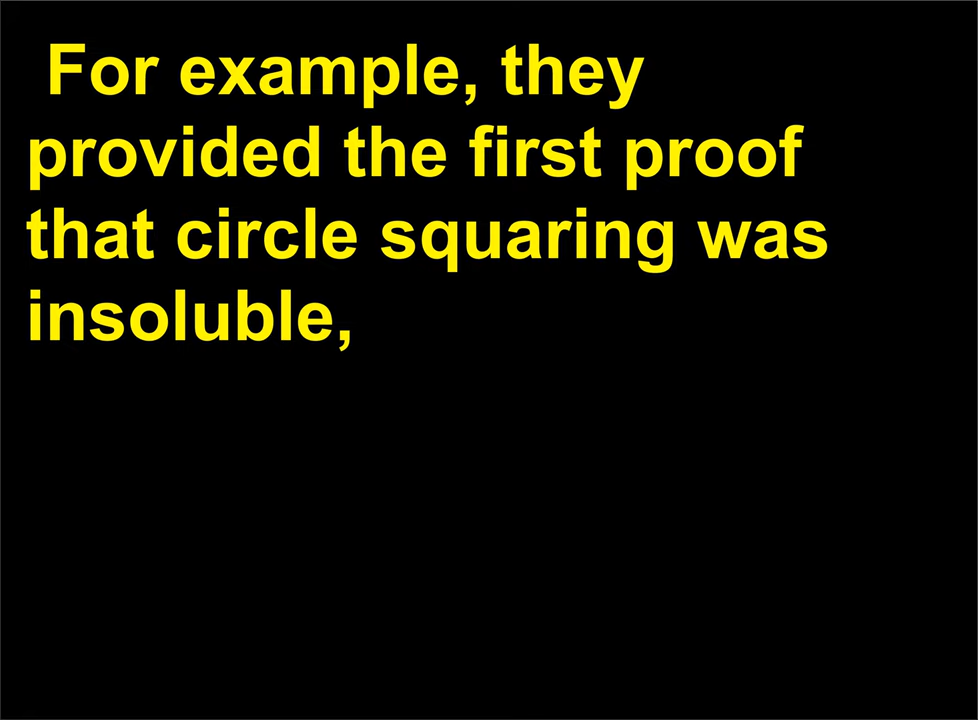 For example, they
provided the first proof
that circle squaring was
insoluble,